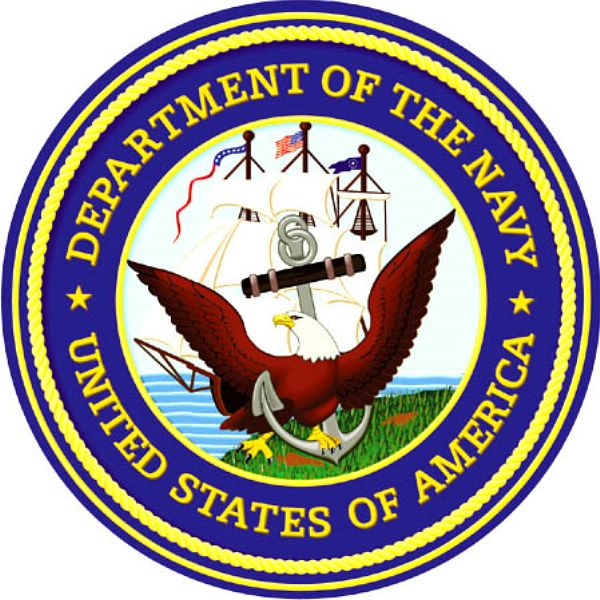 DEPARTMENT OF THE NAVY
UNITED STATES OF AMERICA